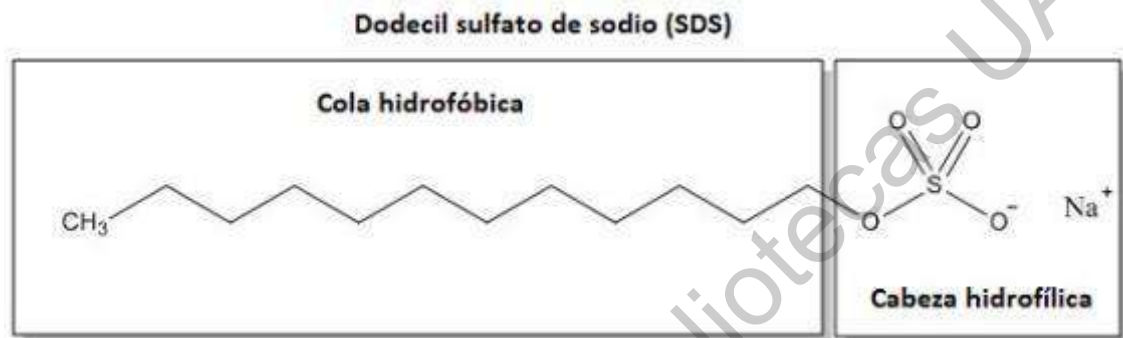 Dodecil sulfato de sodio (SDS)
Cola hidrofóbica
CH₃
O O
S
O O⁻ Na⁺
Cabeza hidrofílica